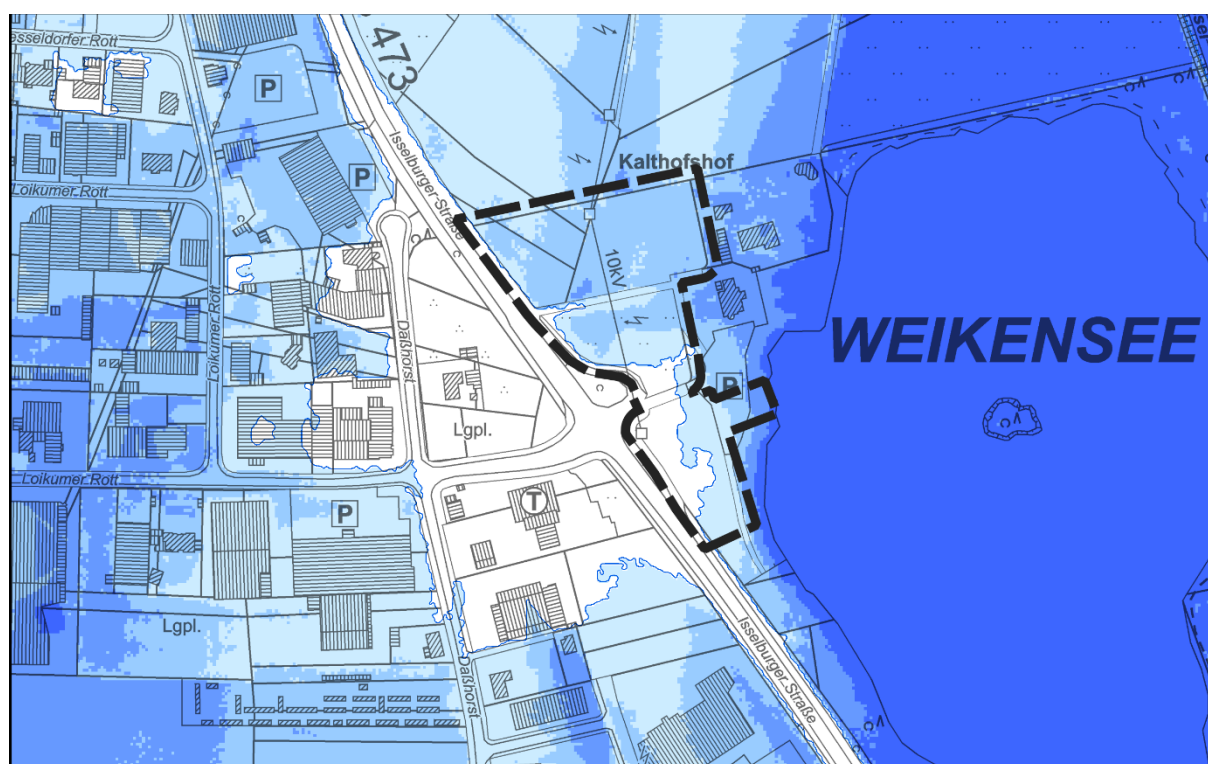 esseldorfer Rott
473
P
Isselburger-Straße
Kalthofshof
P
Loikumer Rott
10kV
Loikumer Rott
Daßhorst
WEIKENSEE
P
Lgpl.
Loikumer Rott
T
P
Lgpl.
Isselburger-Straße
Daßhorst